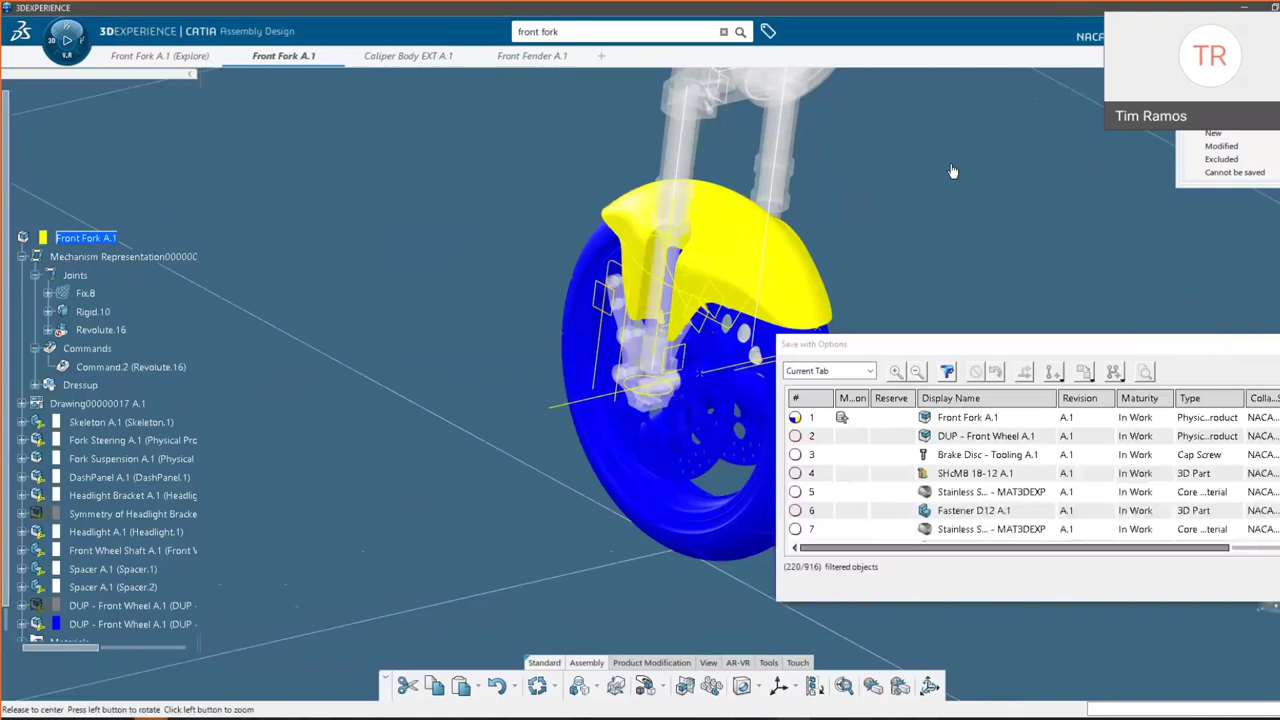 3DEXPERIENCE
3DEXPERIENCE | CATIA Assembly Design
front fork
NACA
3D
V.R
Front Fork A.1 (Explore)
Front Fork A.1
Caliper Body EXT A.1
Front Fender A.1
+
TR
Tim Ramos
New
Modified
Excluded
Cannot be saved
Front Fork A.1
Mechanism Representation000000
Joints
Fix.8
Rigid.10
Revolute.16
Commands
Command.2 (Revolute.16)
Dressup
Drawing00000017 A.1
Skeleton A.1 (Skeleton.1)
Fork Steering A.1 (Physical Pro
Fork Suspension A.1 (Physical
DashPanel A.1 (DashPanel.1)
Headlight Bracket A.1 (Headlig
Symmetry of Headlight Bracket
Headlight A.1 (Headlight.1)
Front Wheel Shaft A.1 (Front V
Spacer A.1 (Spacer.1)
Spacer A.1 (Spacer.2)
DUP - Front Wheel A.1 (DUP -
DUP - Front Wheel A.1 (DUP -
Materials
Save with Options
Current Tab
# M...on Reserve Display Name Revision Maturity Type Colla...
1 Front Fork A.1 A.1 In Work Physic...roduct NACA...
2 DUP - Front Wheel A.1 A.1 In Work Physic...roduct NACA...
3 Brake Disc - Tooling A.1 A.1 In Work Cap Screw NACA...
4 SHcM8 18-12 A.1 A.1 In Work 3D Part NACA...
5 Stainless S... - MAT3DEXP A.1 In Work Core ...terial NACA...
6 Fastener D12 A.1 A.1 In Work 3D Part NACA...
7 Stainless S... - MAT3DEXP A.1 In Work Core ...terial NACA...
(220/916) filtered objects
Standard Assembly Product Modification View AR-VR Tools Touch
Release to center Press left button to rotate Click left button to zoom